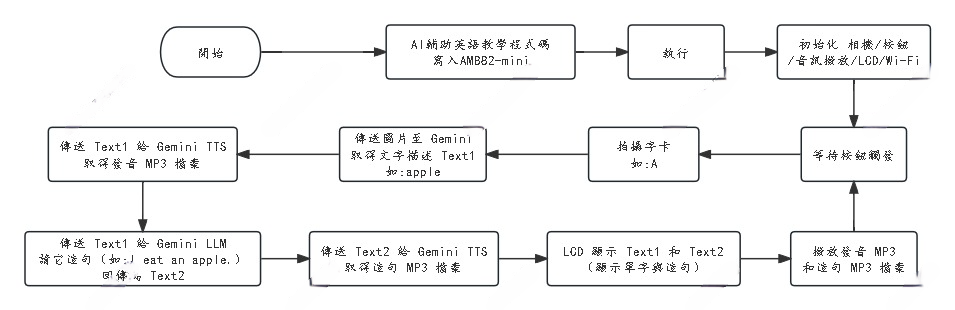 開始
AI輔助英語教學程式碼
寫入AMB82-mini
執行
初始化 相機/按鈕
/音訊撥放/LCD/Wi-Fi
等待按鈕觸發
拍攝字卡
如:A
傳送圖片至 Gemini
取得文字描述 Text1
如:apple
傳送 Text1 給 Gemini TTS
取得發音 MP3 檔案
傳送 Text1 給 Gemini LLM
請它造句 (如:I eat an apple.)
回傳 Text2
傳送 Text2 給 Gemini TTS
取得造句 MP3 檔案
LCD 顯示 Text1 和 Text2
(顯示單字與造句)
撥放發音 MP3
和造句 MP3 檔案